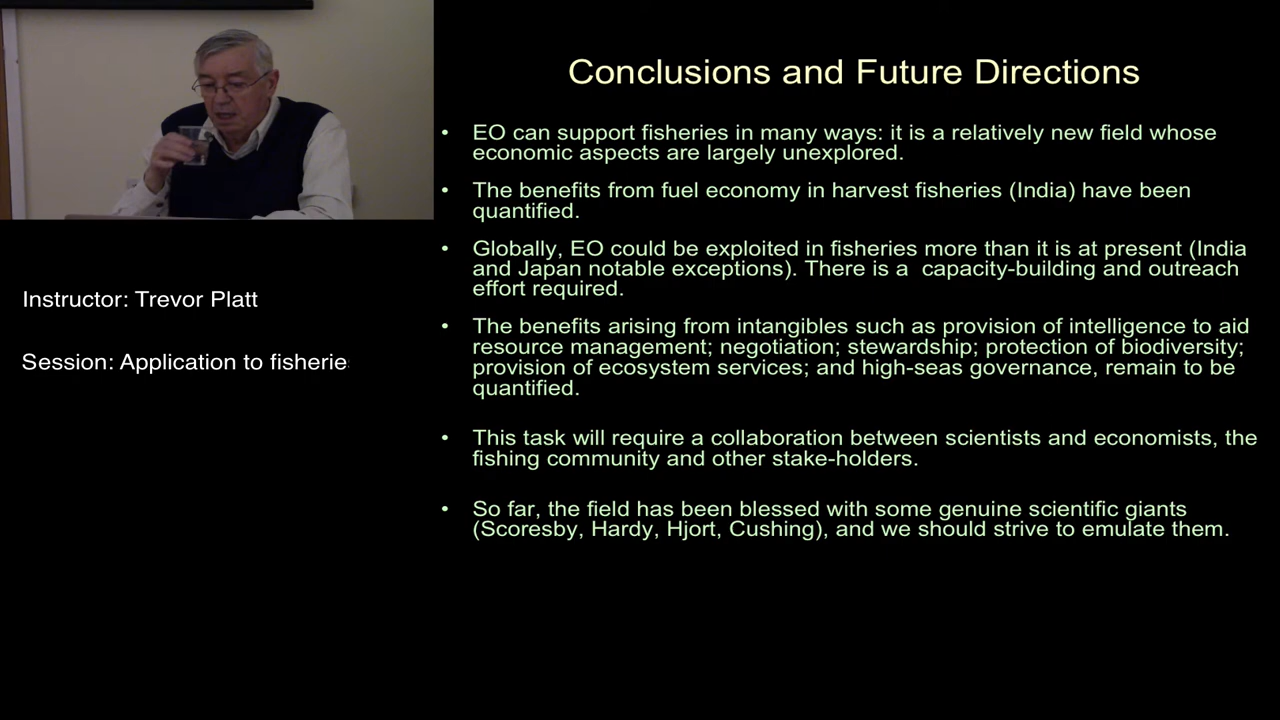 Conclusions and Future Directions
• EO can support fisheries in many ways: it is a relatively new field whose
economic aspects are largely unexplored.
• The benefits from fuel economy in harvest fisheries (India) have been
quantified.
• Globally, EO could be exploited in fisheries more than it is at present (India
and Japan notable exceptions). There is a  capacity-building and outreach
effort required.
• The benefits arising from intangibles such as provision of intelligence to aid
resource management; negotiation; stewardship; protection of biodiversity;
provision of ecosystem services; and high-seas governance, remain to be
quantified.
• This task will require a collaboration between scientists and economists, the
fishing community and other stake-holders.
• So far, the field has been blessed with some genuine scientific giants
(Scoresby, Hardy, Hjort, Cushing), and we should strive to emulate them.
Instructor: Trevor Platt
Session: Application to fisherie